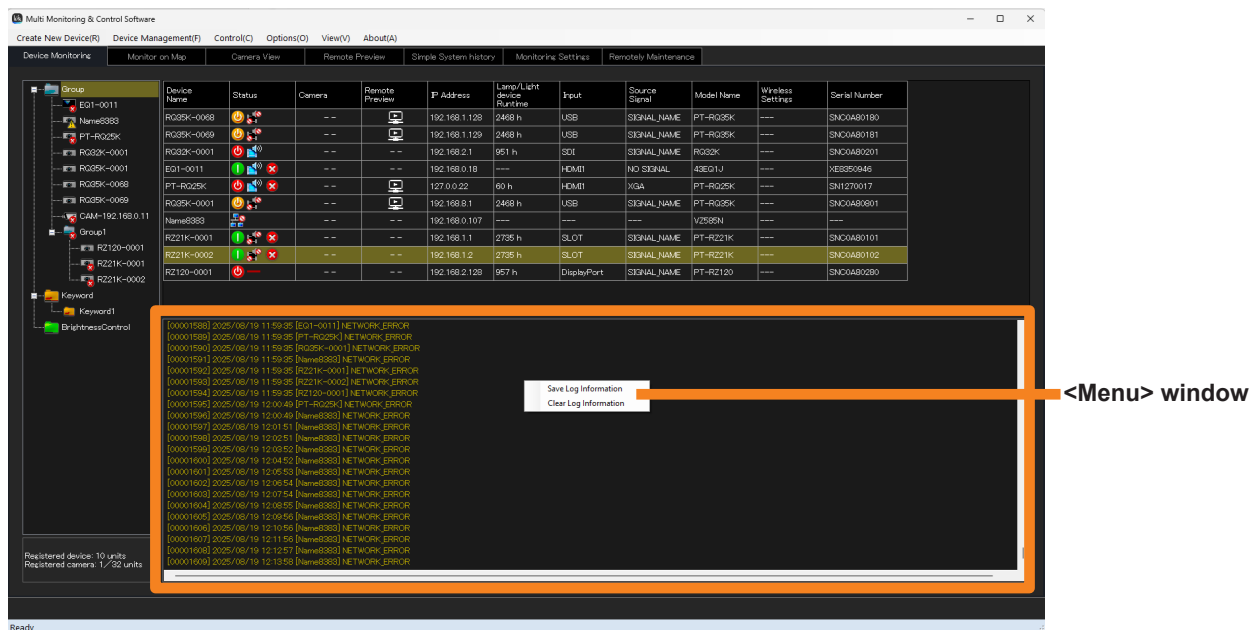 Multi Monitoring & Control Software
Create New Device(R) Device Management(F) Control(C) Options(O) View(V) About(A)
Device Monitoring Monitor on Map Camera View Remote Preview Simple System history Monitoring Settings Remotely Maintenance
Group
EQ1-0011
Name8383
PT-RQ25K
RQ32K-0001
RQ35K-0001
RQ35K-0068
RQ35K-0069
CAM-192.168.0.11
Group1
RZ120-0001
RZ21K-0001
RZ21K-0002
Keyword
Keyword1
BrightnessControl
Registered device: 10 units
Registered camera: 1/32 units
Device Name Status Camera Remote Preview IP Address Lamp/Light device Runtime Input Source Signal Model Name Wireless Settings Serial Number
RQ35K-0068 -- 192.168.1.128 2468 h USB SIGNAL_NAME PT-RQ35K --- SNC0A80180
RQ35K-0069 -- 192.168.1.129 2468 h USB SIGNAL_NAME PT-RQ35K --- SNC0A80181
RQ32K-0001 -- -- 192.168.2.1 951 h SDI SIGNAL_NAME RQ32K --- SNC0A80201
EQ1-0011 -- -- 192.168.0.18 --- HDMI1 NO SIGNAL 43EQ1J --- XEB350946
PT-RQ25K -- 127.0.0.22 60 h HDMI1 XGA PT-RQ25K --- SN1270017
RQ35K-0001 -- 192.168.8.1 2468 h USB SIGNAL_NAME PT-RQ35K --- SNC0A80801
Name8383 -- -- 192.168.0.107 --- --- --- VZ585N --- ---
RZ21K-0001 -- -- 192.168.1.1 2735 h SLOT SIGNAL_NAME PT-RZ21K --- SNC0A80101
RZ21K-0002 -- -- 192.168.1.2 2735 h SLOT SIGNAL_NAME PT-RZ21K --- SNC0A80102
RZ120-0001 -- -- 192.168.2.128 957 h DisplayPort SIGNAL_NAME PT-RZ120 --- SNC0A80280
[00001588] 2025/08/19 11:59:35 [EQ1-0011] NETWORK_ERROR
[00001589] 2025/08/19 11:59:35 [PT-RQ25K] NETWORK_ERROR
[00001590] 2025/08/19 11:59:35 [RQ35K-0001] NETWORK_ERROR
[00001591] 2025/08/19 11:59:35 [Name8383] NETWORK_ERROR
[00001592] 2025/08/19 11:59:35 [RZ21K-0001] NETWORK_ERROR
[00001593] 2025/08/19 11:59:35 [RZ21K-0002] NETWORK_ERROR
[00001594] 2025/08/19 11:59:35 [RZ120-0001] NETWORK_ERROR
[00001595] 2025/08/19 12:00:49 [PT-RQ25K] NETWORK_ERROR
[00001596] 2025/08/19 12:00:49 [Name8383] NETWORK_ERROR
[00001597] 2025/08/19 12:01:51 [Name8383] NETWORK_ERROR
[00001598] 2025/08/19 12:02:51 [Name8383] NETWORK_ERROR
[00001599] 2025/08/19 12:03:52 [Name8383] NETWORK_ERROR
[00001600] 2025/08/19 12:04:52 [Name8383] NETWORK_ERROR
[00001601] 2025/08/19 12:05:53 [Name8383] NETWORK_ERROR
[00001602] 2025/08/19 12:06:54 [Name8383] NETWORK_ERROR
[00001603] 2025/08/19 12:07:54 [Name8383] NETWORK_ERROR
[00001604] 2025/08/19 12:08:55 [Name8383] NETWORK_ERROR
[00001605] 2025/08/19 12:09:56 [Name8383] NETWORK_ERROR
[00001606] 2025/08/19 12:10:56 [Name8383] NETWORK_ERROR
[00001607] 2025/08/19 12:11:56 [Name8383] NETWORK_ERROR
[00001608] 2025/08/19 12:12:57 [Name8383] NETWORK_ERROR
[00001609] 2025/08/19 12:13:58 [Name8383] NETWORK_ERROR
Save Log Information
Clear Log Information
<Menu> window
Ready